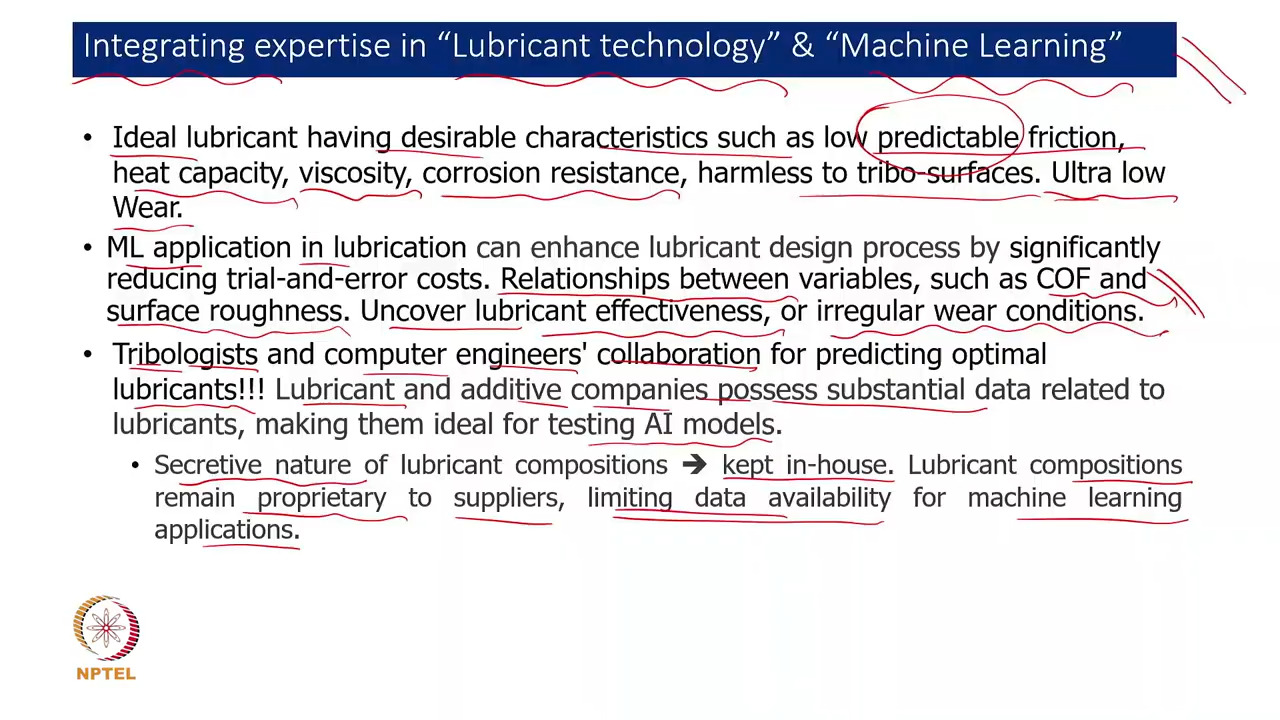 Integrating expertise in “Lubricant technology” & “Machine Learning”
• Ideal lubricant having desirable characteristics such as low predictable friction,
heat capacity, viscosity, corrosion resistance, harmless to tribo-surfaces. Ultra low
Wear.
• ML application in lubrication can enhance lubricant design process by significantly
reducing trial-and-error costs. Relationships between variables, such as COF and
surface roughness. Uncover lubricant effectiveness, or irregular wear conditions.
• Tribologists and computer engineers' collaboration for predicting optimal
lubricants!!! Lubricant and additive companies possess substantial data related to
lubricants, making them ideal for testing AI models.
• Secretive nature of lubricant compositions ➔ kept in-house. Lubricant compositions
remain proprietary to suppliers, limiting data availability for machine learning
applications.
NPTEL